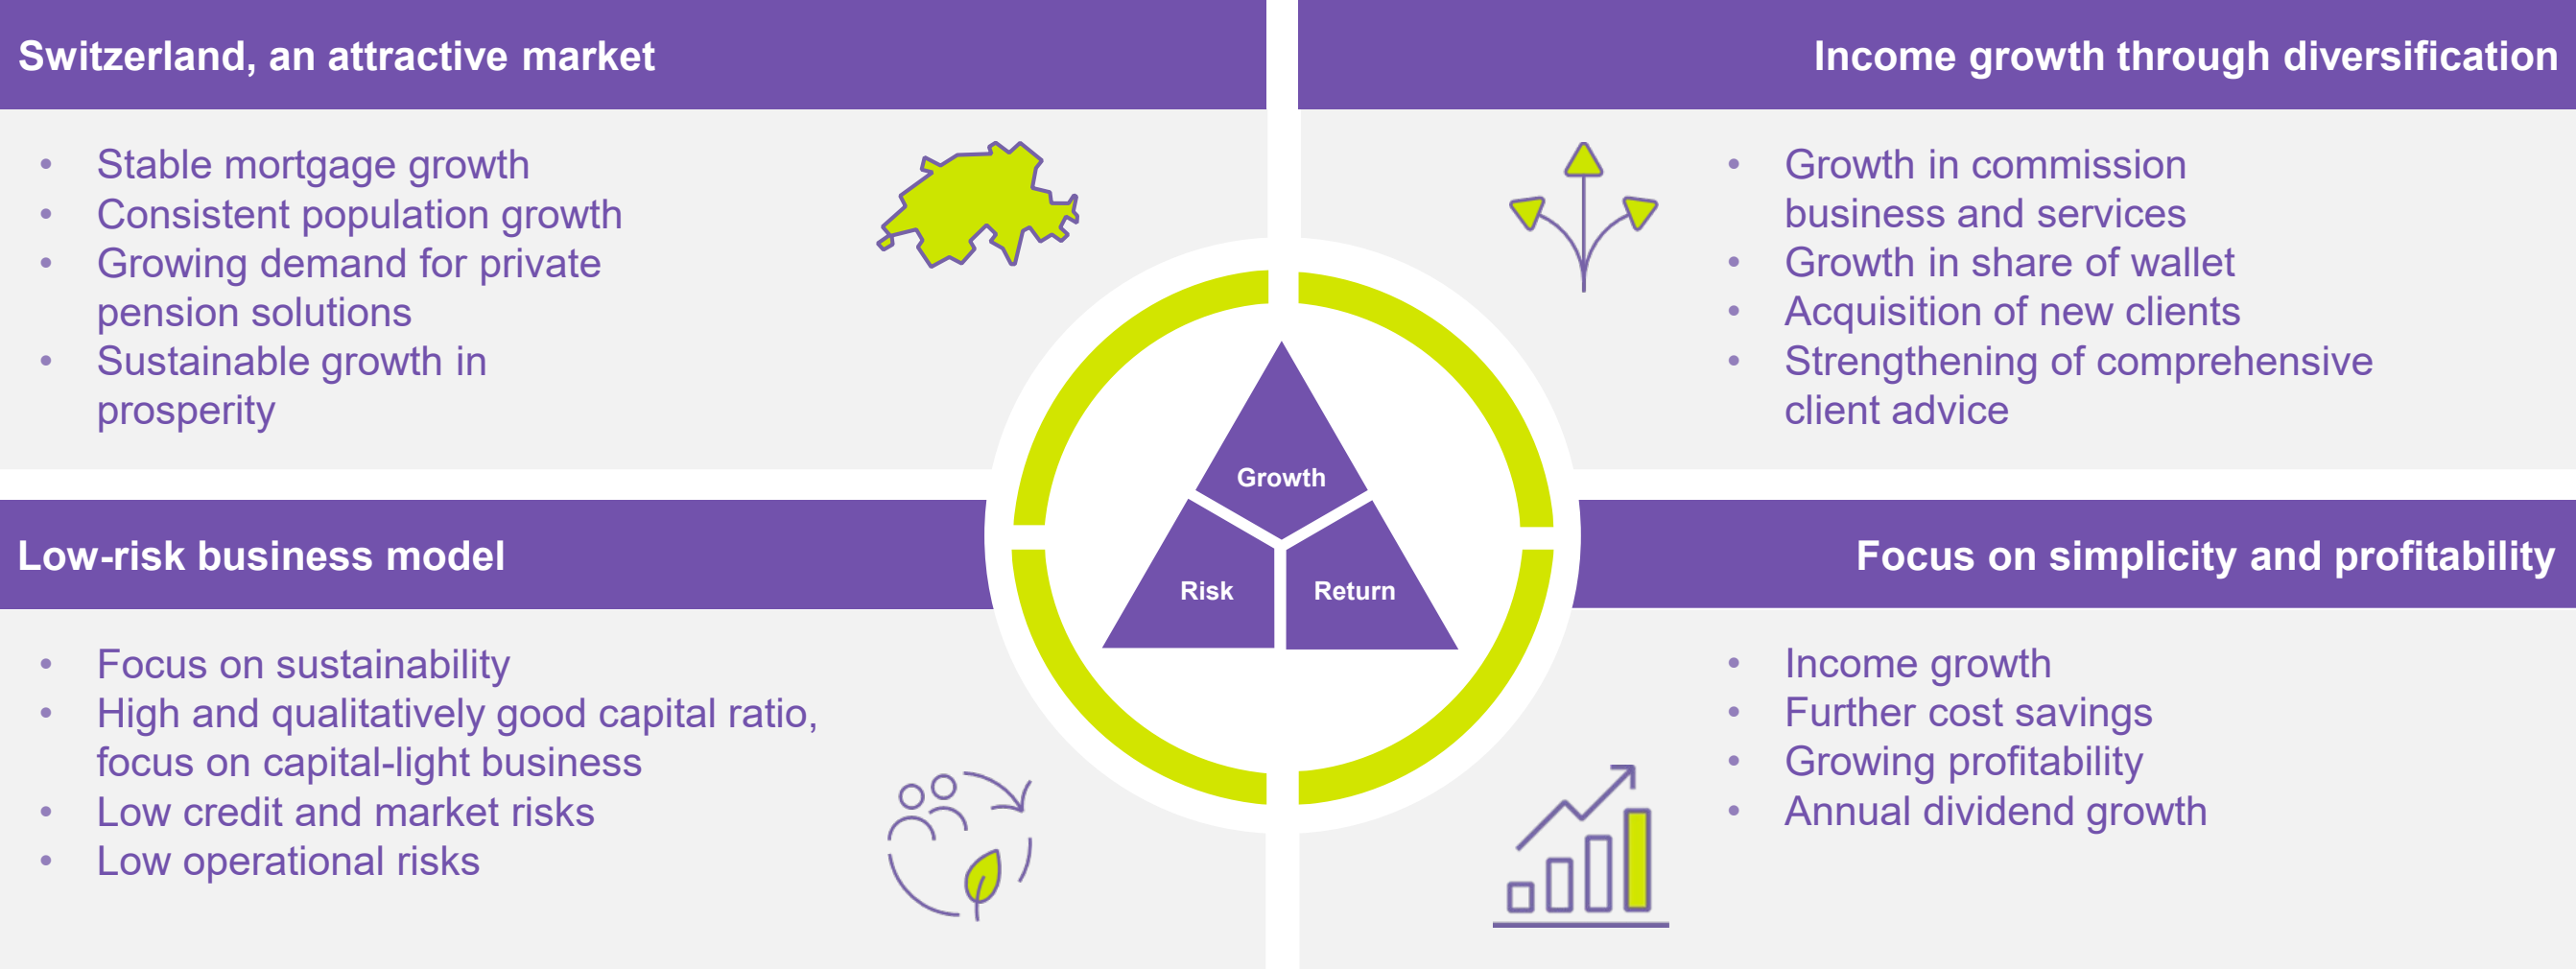 Switzerland, an attractive market
• Stable mortgage growth
• Consistent population growth
• Growing demand for private
pension solutions
• Sustainable growth in
prosperity
Income growth through diversification
• Growth in commission
business and services
• Growth in share of wallet
• Acquisition of new clients
• Strengthening of comprehensive
client advice
Growth
Risk
Return
Low-risk business model
• Focus on sustainability
• High and qualitatively good capital ratio,
focus on capital-light business
• Low credit and market risks
• Low operational risks
Focus on simplicity and profitability
• Income growth
• Further cost savings
• Growing profitability
• Annual dividend growth